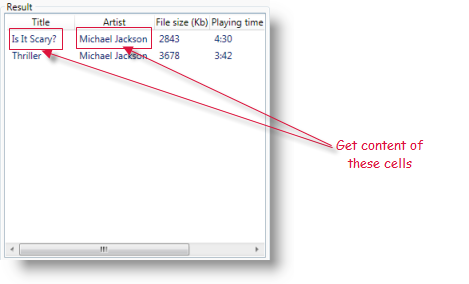 Result
Title Artist File size (Kb) Playing time
Is It Scary? Michael Jackson 2843 4:30
Thriller Michael Jackson 3678 3:42
Get content of
these cells